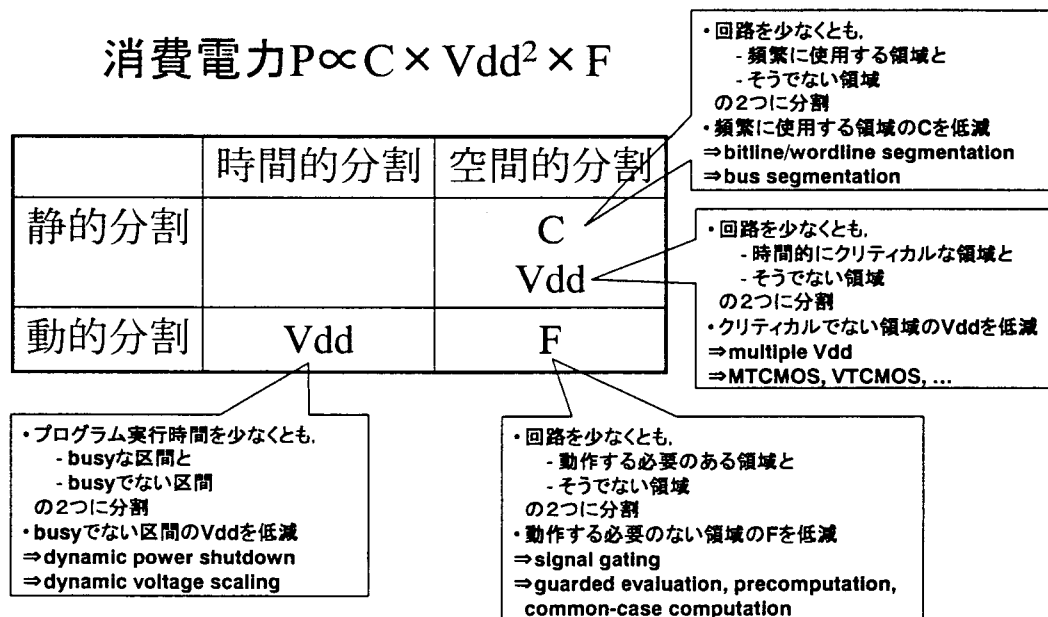 消費電力P∝C×Vdd²×F
時間的分割 空間的分割
静的分割 C
Vdd
動的分割 Vdd F
・回路を少なくとも,
- 頻繁に使用する領域と
- そうでない領域
の2つに分割
・頻繁に使用する領域のCを低減
⇒bitline/wordline segmentation
⇒bus segmentation
・回路を少なくとも,
- 時間的にクリティカルな領域と
- そうでない領域
の2つに分割
・クリティカルでない領域のVddを低減
⇒multiple Vdd
⇒MTCMOS, VTCMOS, ...
・プログラム実行時間を少なくとも,
- busyな区間と
- busyでない区間
の2つに分割
・busyでない区間のVddを低減
⇒dynamic power shutdown
⇒dynamic voltage scaling
・回路を少なくとも,
- 動作する必要のある領域と
- そうでない領域
の2つに分割
・動作する必要のない領域のFを低減
⇒signal gating
⇒guarded evaluation, precomputation,
common-case computation